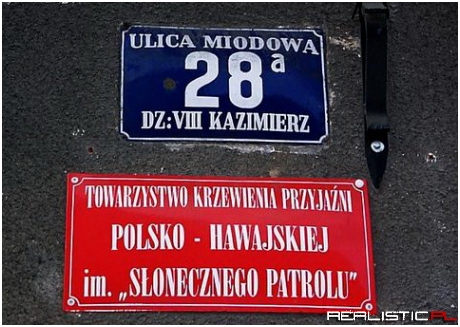 ULICA MIODOWA
28a
DZ: VIII KAZIMIERZ
TOWARZYSTWO KRZEWIENIA PRZYJAŹNI
POLSKO - HAWAJSKIEJ
im. „SŁONECZNEGO PATROLU"
REALISTIC.PL